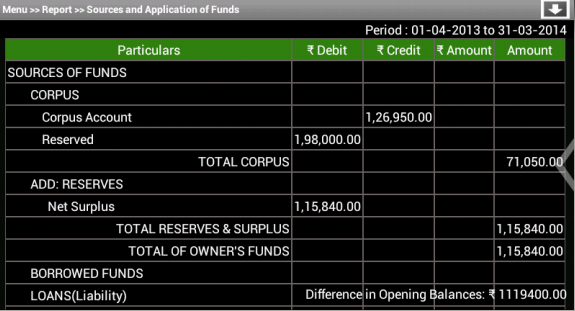 Menu >> Report >> Sources and Application of Funds
Period : 01-04-2013 to 31-03-2014
Particulars ₹ Debit ₹ Credit ₹ Amount Amount
SOURCES OF FUNDS
CORPUS
Corpus Account 1,26,950.00
Reserved 1,98,000.00
TOTAL CORPUS 71,050.00
ADD: RESERVES
Net Surplus 1,15,840.00
TOTAL RESERVES & SURPLUS 1,15,840.00
TOTAL OF OWNER'S FUNDS 1,15,840.00
BORROWED FUNDS
LOANS(Liability) Difference in Opening Balances: ₹ 1119400.00